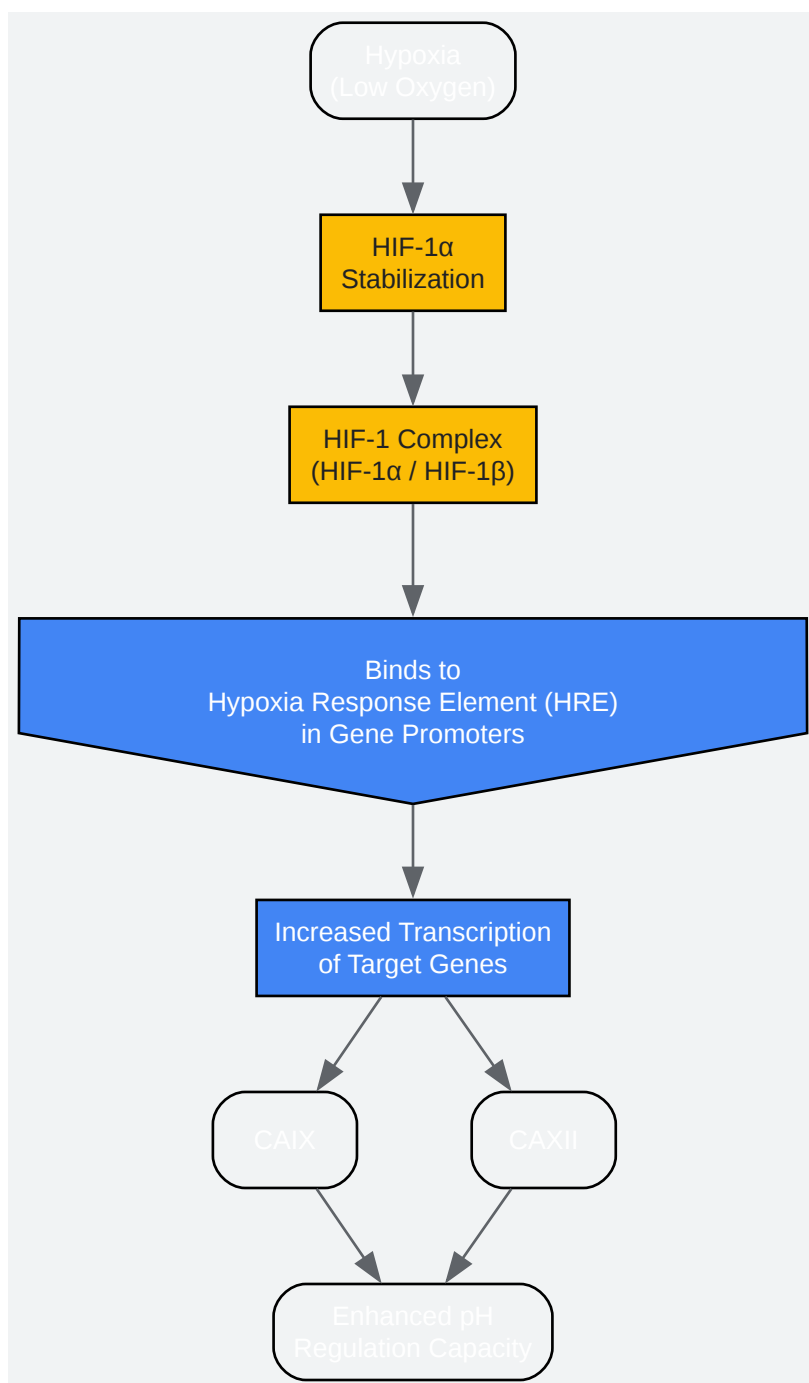 Hypoxia
(Low Oxygen)
HIF-1α
Stabilization
HIF-1 Complex
(HIF-1α / HIF-1β)
Binds to
Hypoxia Response Element (HRE)
in Gene Promoters
Increased Transcription
of Target Genes
CAIX
CAXII
Enhanced pH
Regulation Capacity